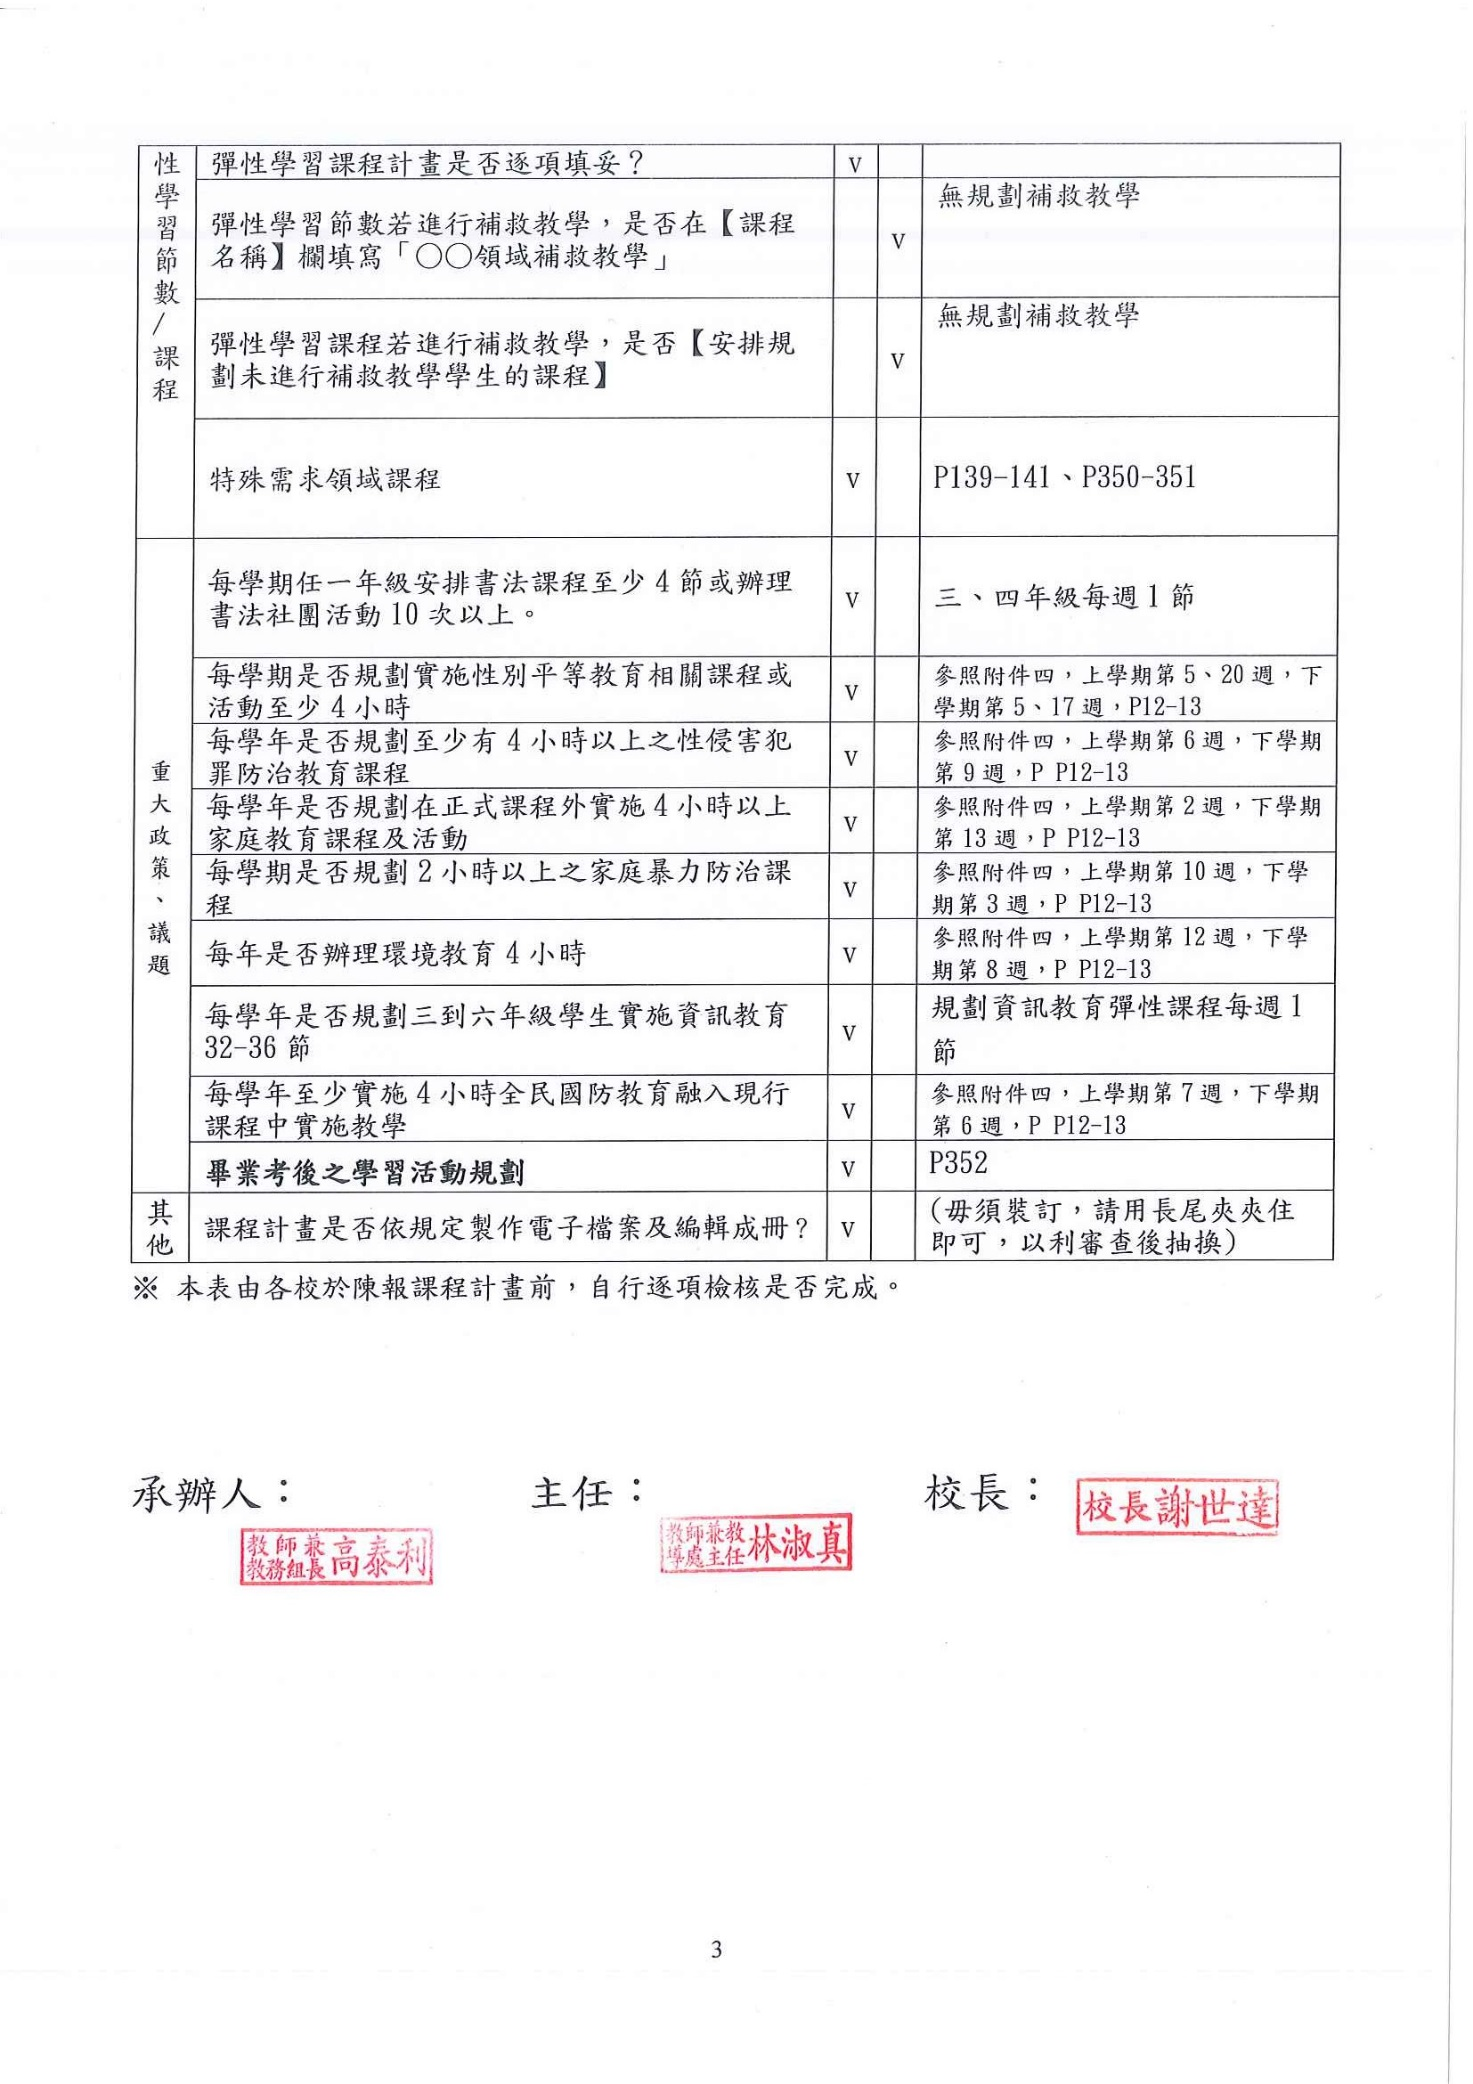 性學習節數/課程
彈性學習課程計畫是否逐項填妥？ V
彈性學習節數若進行補救教學，是否在【課程
名稱】欄填寫「○○領域補救教學」 V 無規劃補救教學
彈性學習課程若進行補救教學，是否【安排規
劃未進行補救教學學生的課程】 V 無規劃補救教學
特殊需求領域課程 V P139-141、P350-351
重大政策、議題
每學期任一年級安排書法課程至少 4 節或辦理
書法社團活動 10 次以上。 V 三、四年級每週 1 節
每學期是否規劃實施性別平等教育相關課程或
活動至少 4 小時 V
參照附件四，上學期第 5、20 週，下
學期第 5、17 週，P12-13
每學年是否規劃至少有 4 小時以上之性侵害犯
罪防治教育課程 V
參照附件四，上學期第 6 週，下學期
第 9 週，P P12-13
每學年是否規劃在正式課程外實施 4 小時以上
家庭教育課程及活動 V
參照附件四，上學期第 2 週，下學期
第 13 週，P P12-13
每學期是否規劃 2 小時以上之家庭暴力防治課
程 V
參照附件四，上學期第 10 週，下學
期第 3 週，P P12-13
每年是否辦理環境教育 4 小時 V
參照附件四，上學期第 12 週，下學
期第 8 週，P P12-13
每學年是否規劃三到六年級學生實施資訊教育
32-36 節 V
規劃資訊教育彈性課程每週 1
節
每學年至少實施 4 小時全民國防教育融入現行
課程中實施教學 V
參照附件四，上學期第 7 週，下學期
第 6 週，P P12-13
畢業考後之學習活動規劃 V P352
其他
課程計畫是否依規定製作電子檔案及編輯成冊？ V
(毋須裝訂，請用長尾夾夾住
即可，以利審查後抽換)
※ 本表由各校於陳報課程計畫前，自行逐項檢核是否完成。
承辦人： 主任： 校長：
校長謝世達
教師兼
教務組長高泰利
教師兼教
導處主任林淑真
3